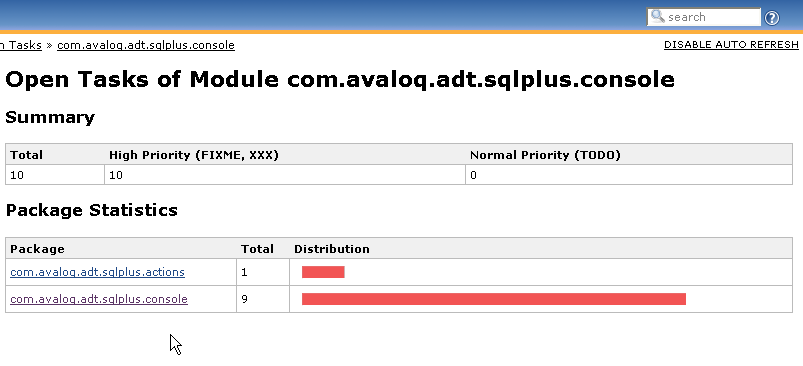 search
n Tasks » com.avaloq.adt.sqlplus.console
DISABLE AUTO REFRESH
Open Tasks of Module com.avaloq.adt.sqlplus.console
Summary
Total High Priority (FIXME, XXX) Normal Priority (TODO)
10 10 0
Package Statistics
Package Total Distribution
com.avaloq.adt.sqlplus.actions 1
com.avaloq.adt.sqlplus.console 9